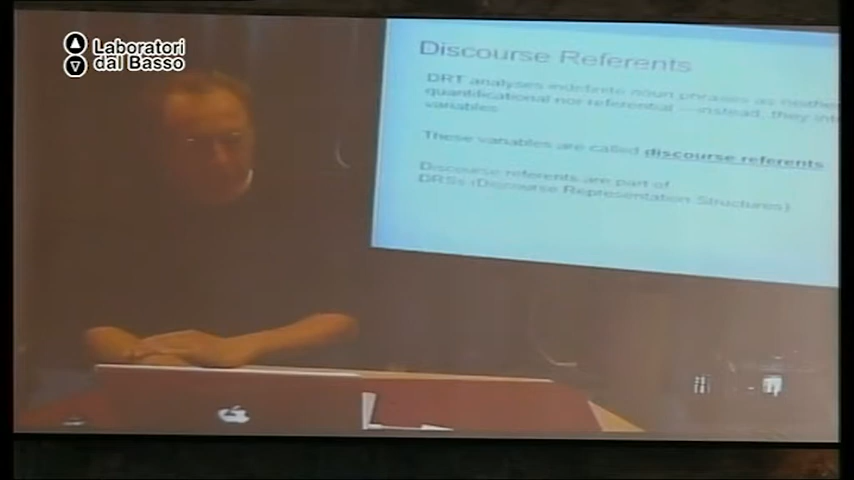 Laboratori
dal Basso
Discourse Referents
DRT analyses indefinite noun phrases as neither
quantificational nor referential —instead, they int
variables
These variables are called discourse referents
Discourse referents are part of
DRSs (Discourse Representation Structures)